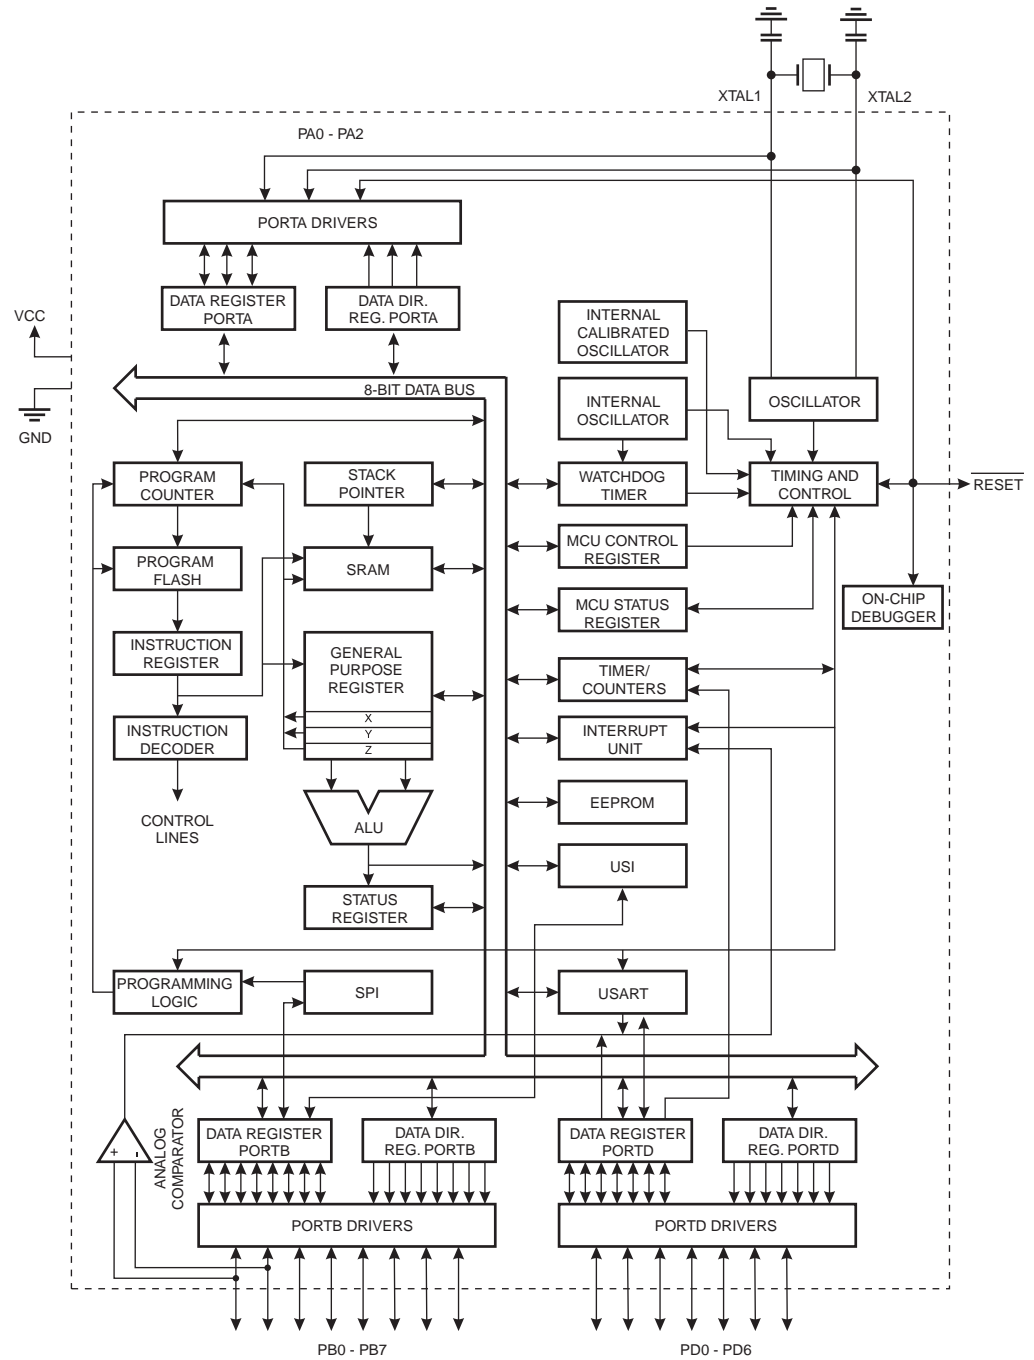 XTAL1
XTAL2
PA0 - PA2
PORTA DRIVERS
DATA REGISTER
PORTA
DATA DIR.
REG. PORTA
VCC
GND
8-BIT DATA BUS
INTERNAL
CALIBRATED
OSCILLATOR
INTERNAL
OSCILLATOR
OSCILLATOR
PROGRAM
COUNTER
STACK
POINTER
WATCHDOG
TIMER
TIMING AND
CONTROL
RESET
PROGRAM
FLASH
SRAM
MCU CONTROL
REGISTER
MCU STATUS
REGISTER
ON-CHIP
DEBUGGER
INSTRUCTION
REGISTER
GENERAL
PURPOSE
REGISTER
X
Y
Z
TIMER/
COUNTERS
INSTRUCTION
DECODER
INTERRUPT
UNIT
CONTROL
LINES
ALU
EEPROM
USI
STATUS
REGISTER
PROGRAMMING
LOGIC
SPI
USART
ANALOG
COMPARATOR
+
-
DATA REGISTER
PORTB
DATA DIR.
REG. PORTB
DATA REGISTER
PORTD
DATA DIR.
REG. PORTD
PORTB DRIVERS
PORTD DRIVERS
PB0 - PB7
PD0 - PD6